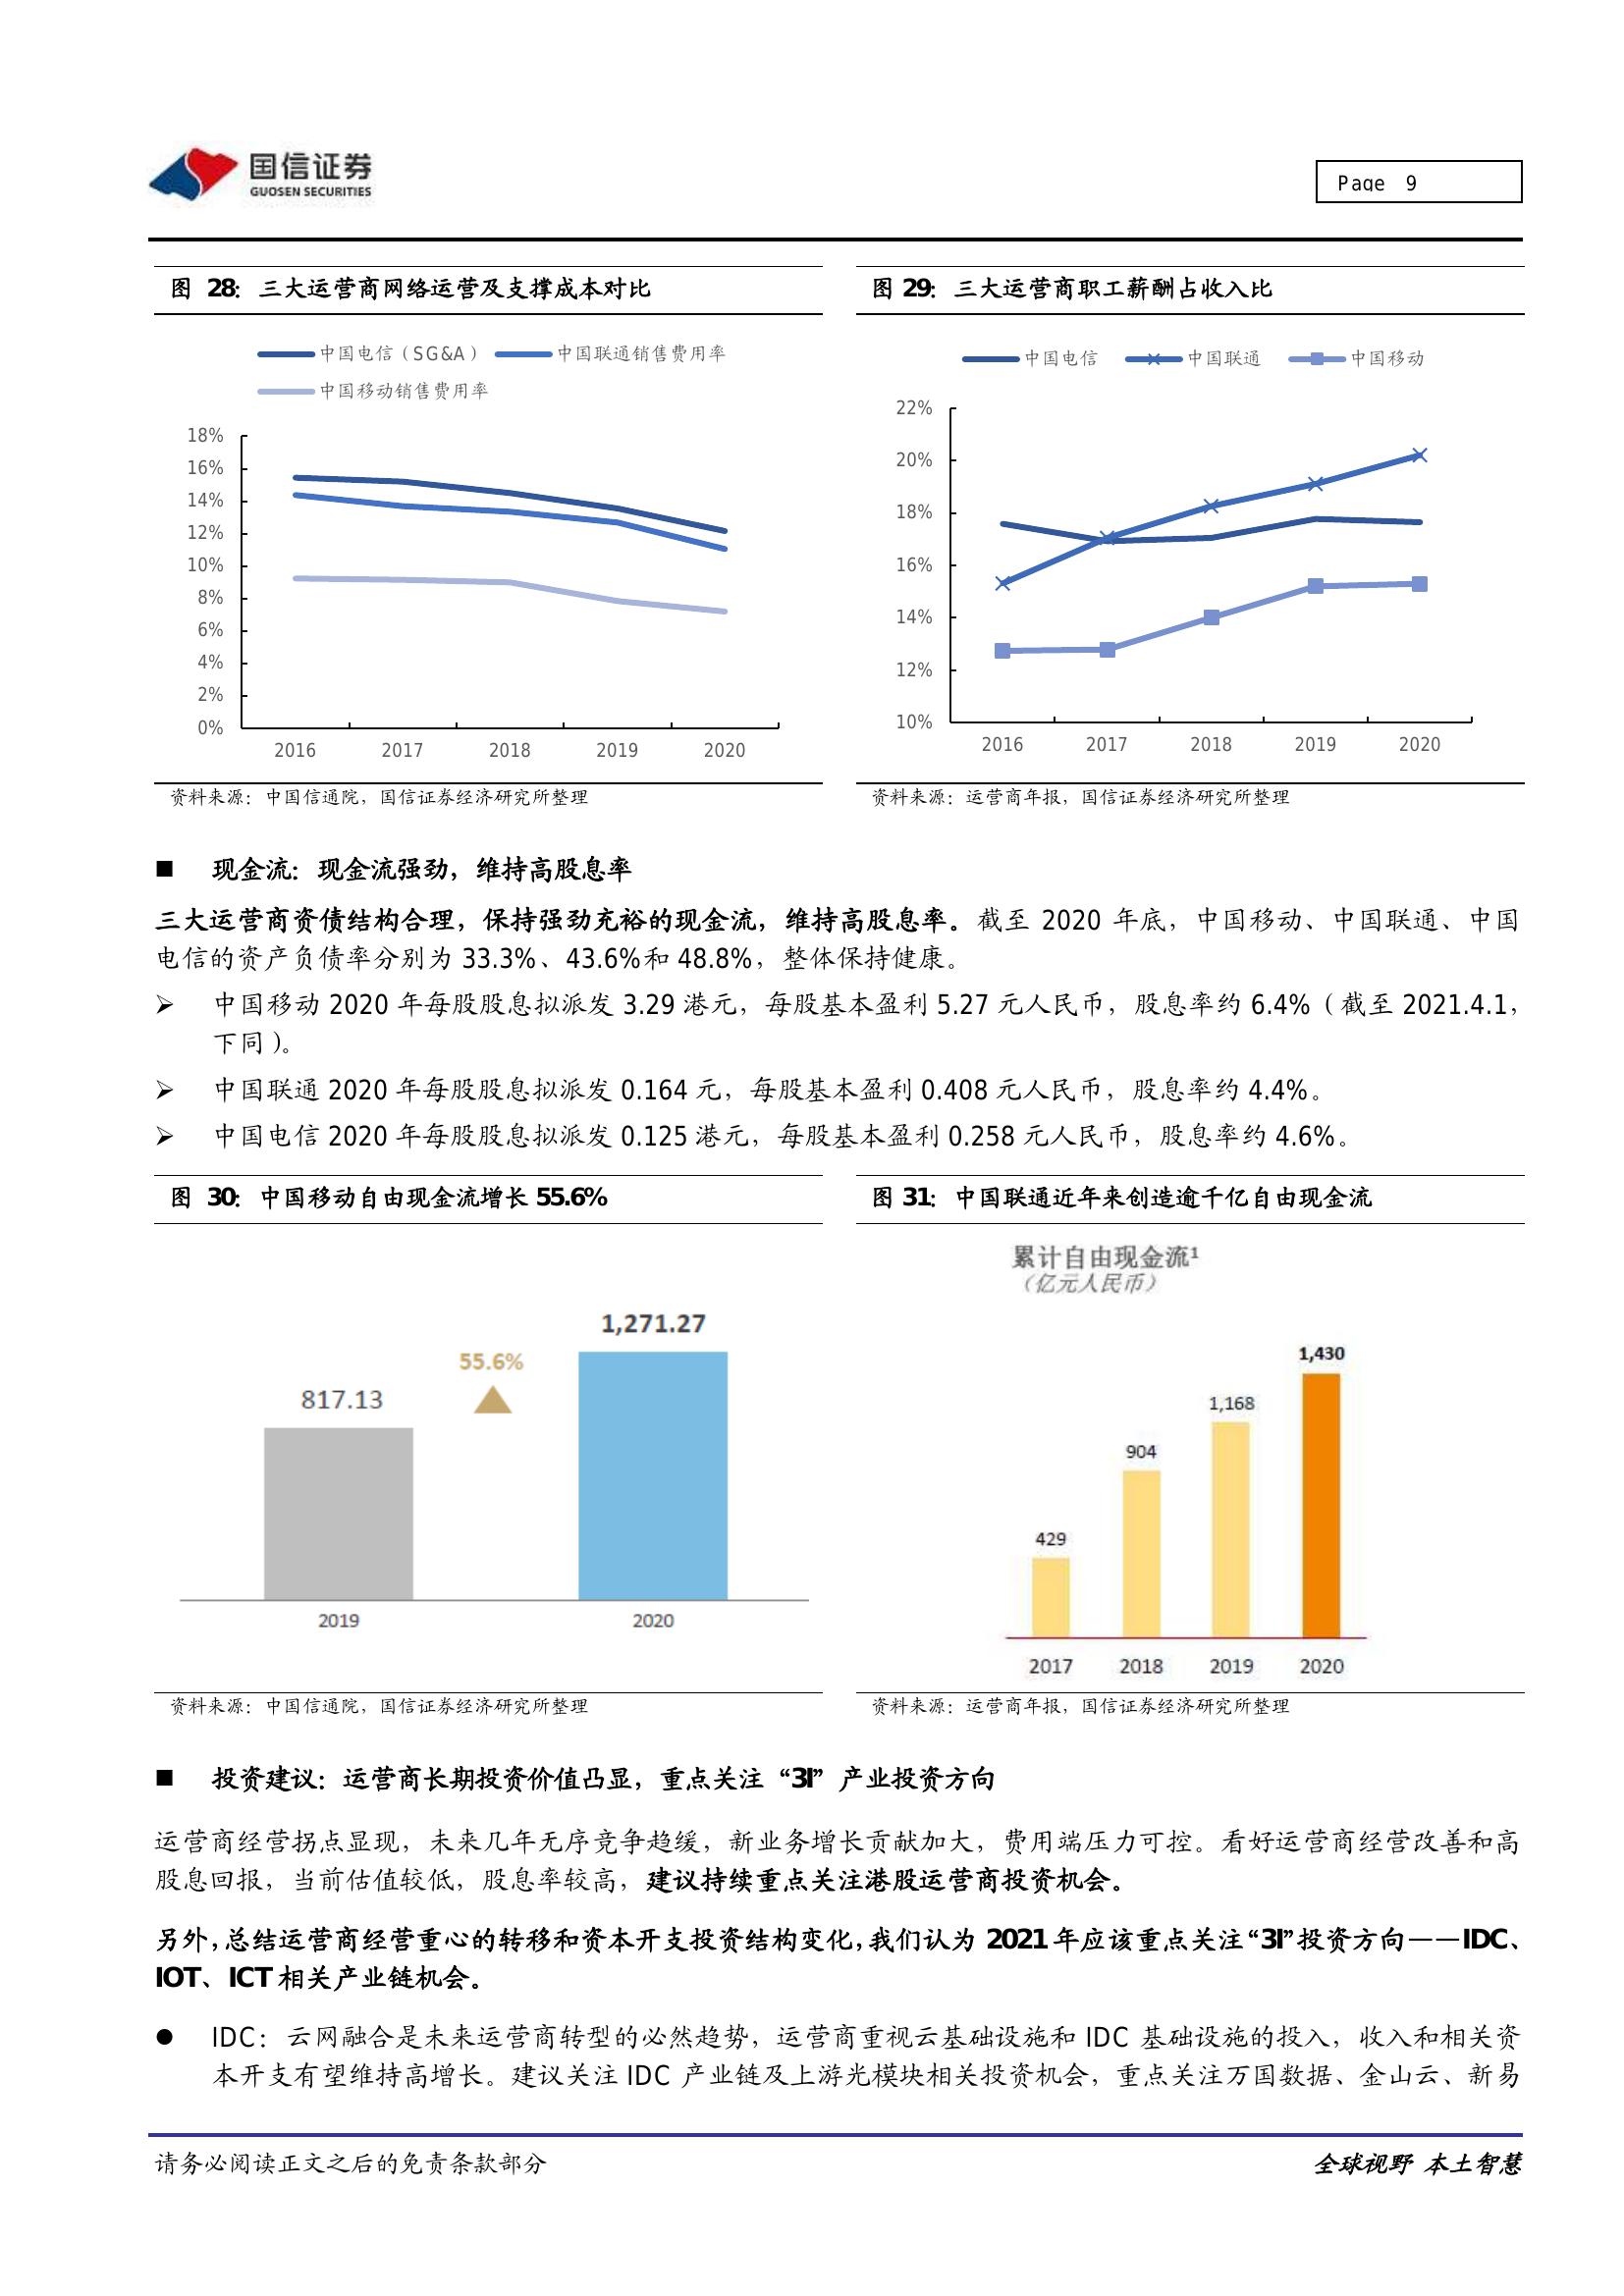 国信证券
GUOSEN SECURITIES
Page 9
图 28：三大运营商网络运营及支撑成本对比
中国电信（SG&A） 中国联通销售费用率
中国移动销售费用率
18%
16%
14%
12%
10%
8%
6%
4%
2%
0%
2016 2017 2018 2019 2020
资料来源：中国信通院，国信证券经济研究所整理
图 29：三大运营商职工薪酬占收入比
中国电信 中国联通 中国移动
22%
20%
18%
16%
14%
12%
10%
2016 2017 2018 2019 2020
资料来源：运营商年报，国信证券经济研究所整理
■ 现金流：现金流强劲，维持高股息率
三大运营商资债结构合理，保持强劲充裕的现金流，维持高股息率。截至 2020 年底，中国移动、中国联通、中国
电信的资产负债率分别为 33.3%、43.6%和 48.8%，整体保持健康。
➢ 中国移动 2020 年每股股息拟派发 3.29 港元，每股基本盈利 5.27 元人民币，股息率约 6.4%（截至 2021.4.1，
下同）。
➢ 中国联通 2020 年每股股息拟派发 0.164 元，每股基本盈利 0.408 元人民币，股息率约 4.4%。
➢ 中国电信 2020 年每股股息拟派发 0.125 港元，每股基本盈利 0.258 元人民币，股息率约 4.6%。
图 30：中国移动自由现金流增长 55.6%
1,271.27
55.6%
817.13
2019 2020
资料来源：中国信通院，国信证券经济研究所整理
图 31：中国联通近年来创造逾千亿自由现金流
累计自由现金流¹
（亿元人民币）
1,430
1,168
904
429
2017 2018 2019 2020
资料来源：运营商年报，国信证券经济研究所整理
■ 投资建议：运营商长期投资价值凸显，重点关注“3I”产业投资方向
运营商经营拐点显现，未来几年无序竞争趋缓，新业务增长贡献加大，费用端压力可控。看好运营商经营改善和高
股息回报，当前估值较低，股息率较高，建议持续重点关注港股运营商投资机会。
另外，总结运营商经营重心的转移和资本开支投资结构变化，我们认为 2021 年应该重点关注“3I”投资方向——IDC、
IOT、ICT 相关产业链机会。
● IDC：云网融合是未来运营商转型的必然趋势，运营商重视云基础设施和 IDC 基础设施的投入，收入和相关资
本开支有望维持高增长。建议关注 IDC 产业链及上游光模块相关投资机会，重点关注万国数据、金山云、新易
请务必阅读正文之后的免责条款部分
全球视野 本土智慧